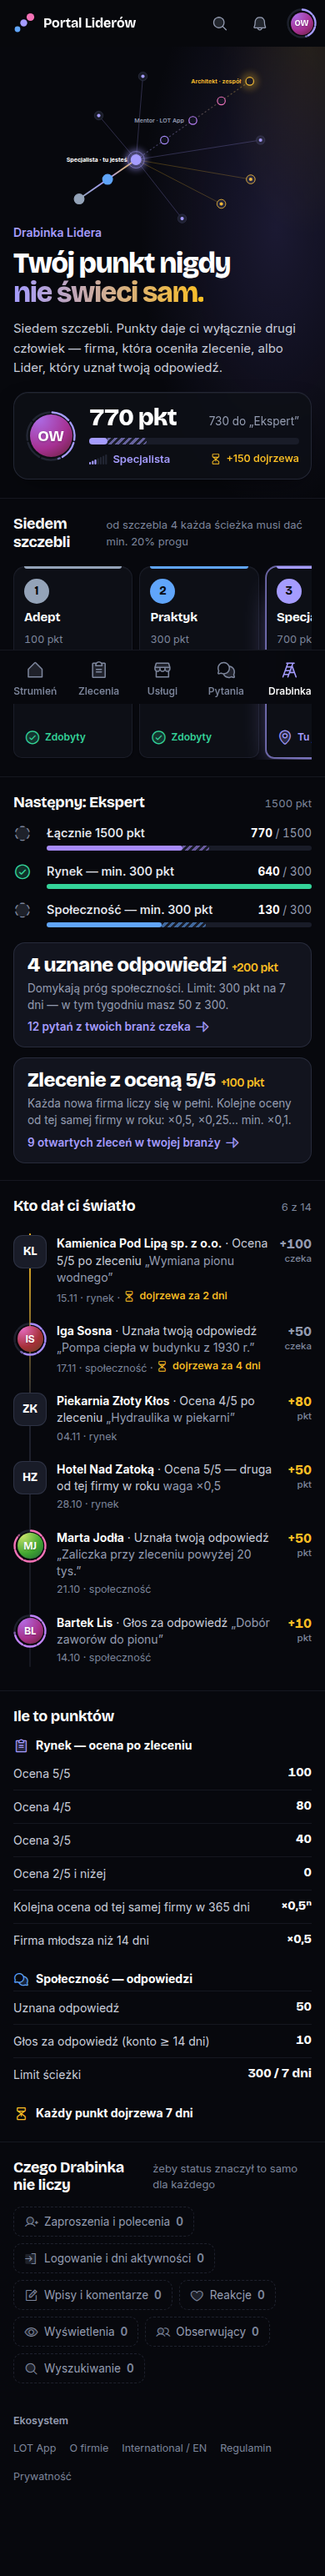 Portal Liderów
OW
Architekt · zespół
Mentor · LOT App
Specjalista · tu jesteś
Drabinka Lidera
Twój punkt nigdy
nie świeci sam.
Siedem szczebli. Punkty daje ci wyłącznie drugi
człowiek — firma, która oceniła zlecenie, albo
Lider, który uznał twoją odpowiedź.
OW
770 pkt
730 do „Ekspert”
Specjalista
+150 dojrzewa
Siedem
szczebli
od szczebla 4 każda ścieżka musi dać
min. 20% progu
1
Adept
100 pkt
2
Praktyk
300 pkt
3
Specja
700 pk
Strumień
Zlecenia
Usługi
Pytania
Drabinka
Zdobyty
Zdobyty
Tu
Następny: Ekspert
1500 pkt
Łącznie 1500 pkt
770 / 1500
Rynek — min. 300 pkt
640 / 300
Społeczność — min. 300 pkt
130 / 300
4 uznane odpowiedzi +200 pkt
Domykają próg społeczności. Limit: 300 pkt na 7
dni — w tym tygodniu masz 50 z 300.
12 pytań z twoich branż czeka
Zlecenie z oceną 5/5 +100 pkt
Każda nowa firma liczy się w pełni. Kolejne oceny
od tej samej firmy w roku: ×0,5, ×0,25… min. ×0,1.
9 otwartych zleceń w twojej branży
Kto dał ci światło
6 z 14
KL
Kamienica Pod Lipą sp. z o.o. · Ocena
5/5 po zleceniu „Wymiana pionu
wodnego”
15.11 · rynek · dojrzewa za 2 dni
+100
czeka
IS
Iga Sosna · Uznała twoją odpowiedź
„Pompa ciepła w budynku z 1930 r.”
17.11 · społeczność · dojrzewa za 4 dni
+50
czeka
ZK
Piekarnia Złoty Kłos · Ocena 4/5 po
zleceniu „Hydraulika w piekarni”
04.11 · rynek
+80
pkt
HZ
Hotel Nad Zatoką · Ocena 5/5 — druga
od tej firmy w roku waga ×0,5
28.10 · rynek
+50
pkt
MJ
Marta Jodła · Uznała twoją odpowiedź
„Zaliczka przy zleceniu powyżej 20
tys.”
21.10 · społeczność
+50
pkt
BL
Bartek Lis · Głos za odpowiedź „Dobór
zaworów do pionu”
14.10 · społeczność
+10
pkt
Ile to punktów
Rynek — ocena po zleceniu
Ocena 5/5
100
Ocena 4/5
80
Ocena 3/5
40
Ocena 2/5 i niżej
0
Kolejna ocena od tej samej firmy w 365 dni
×0,5ⁿ
Firma młodsza niż 14 dni
×0,5
Społeczność — odpowiedzi
Uznana odpowiedź
50
Głos za odpowiedź (konto ≥ 14 dni)
10
Limit ścieżki
300 / 7 dni
Każdy punkt dojrzewa 7 dni
Czego Drabinka
nie liczy
żeby status znaczył to samo
dla każdego
Zaproszenia i polecenia 0
Logowanie i dni aktywności 0
Wpisy i komentarze 0
Reakcje 0
Wyświetlenia 0
Obserwujący 0
Wyszukiwanie 0
Ekosystem
LOT App
O firmie
International / EN
Regulamin
Prywatność